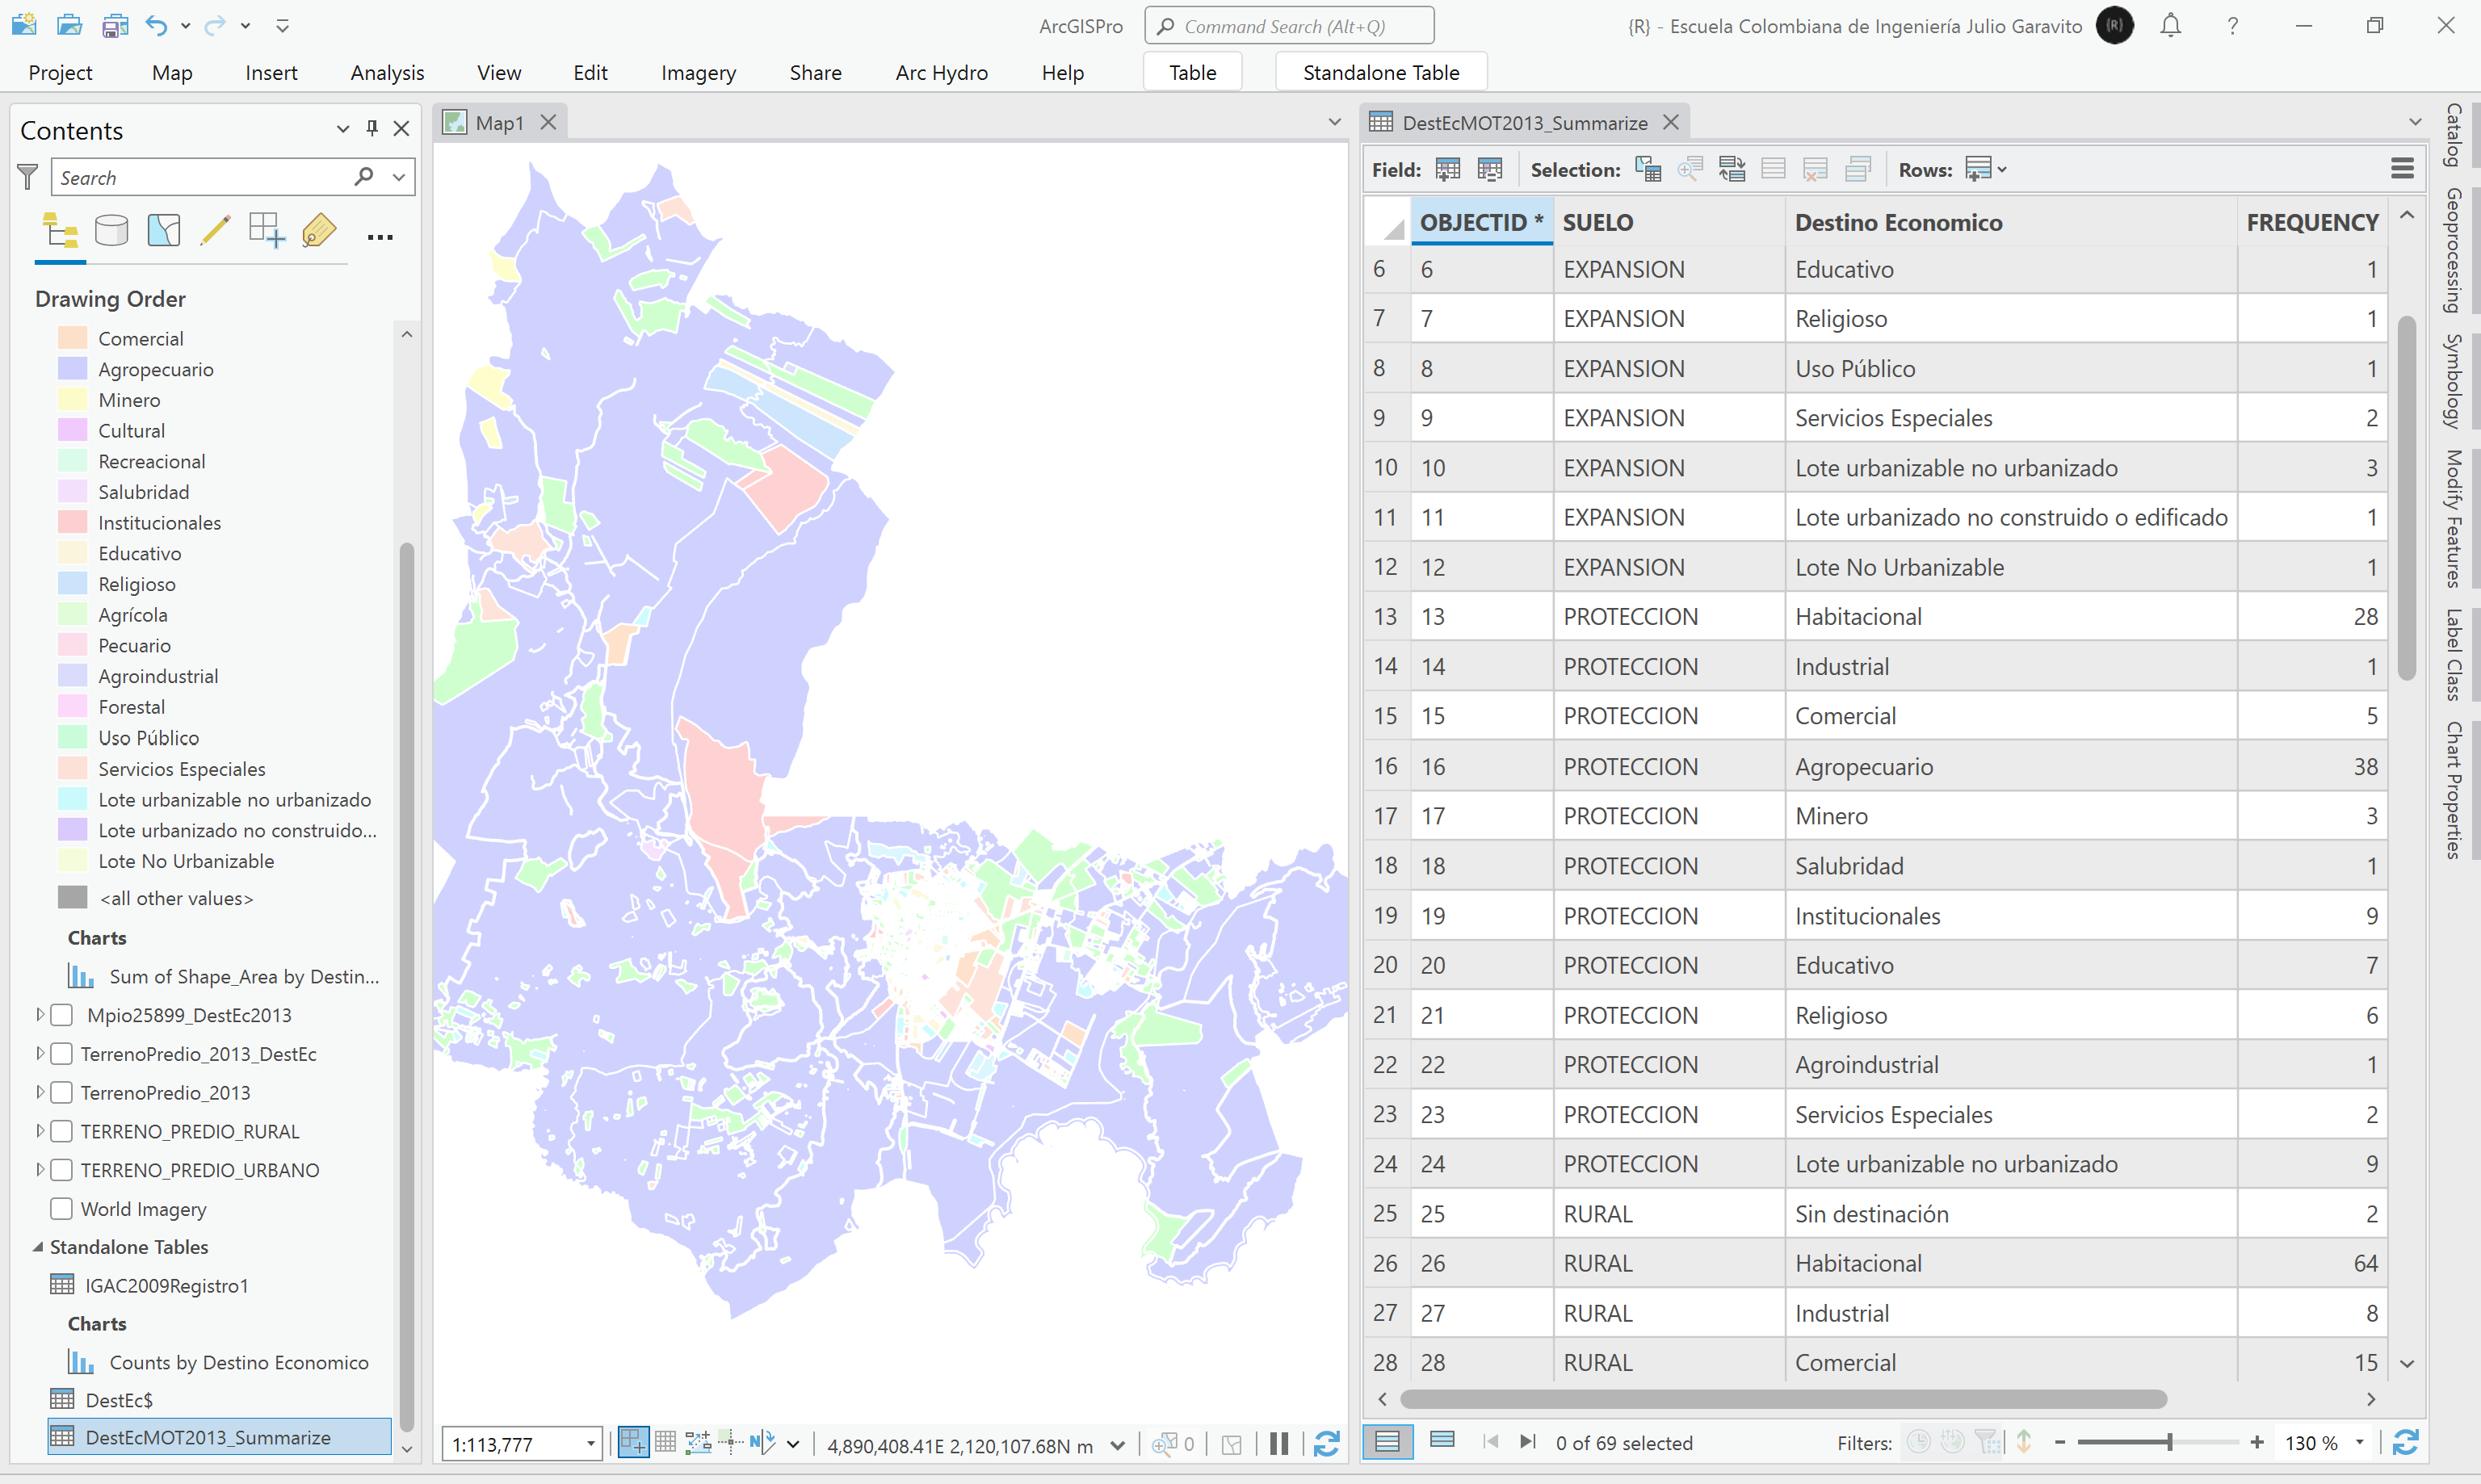 ArcGISPro
Command Search (Alt+Q)
{R} - Escuela Colombiana de Ingeniería Julio Garavito
{R}
?
Project
Map
Insert
Analysis
View
Edit
Imagery
Share
Arc Hydro
Help
Table
Standalone Table
Contents
Search
Drawing Order
Comercial
Agropecuario
Minero
Cultural
Recreacional
Salubridad
Institucionales
Educativo
Religioso
Agrícola
Pecuario
Agroindustrial
Forestal
Uso Público
Servicios Especiales
Lote urbanizable no urbanizado
Lote urbanizado no construido...
Lote No Urbanizable
<all other values>
Charts
Sum of Shape_Area by Destin...
Mpio25899_DestEc2013
TerrenoPredio_2013_DestEc
TerrenoPredio_2013
TERRENO_PREDIO_RURAL
TERRENO_PREDIO_URBANO
World Imagery
Standalone Tables
IGAC2009Registro1
Charts
Counts by Destino Economico
DestEc$
DestEcMOT2013_Summarize
Map1
1:113,777
N
4,890,408.41E 2,120,107.68N m
0
DestEcMOT2013_Summarize
Field:
Selection:
Rows:
OBJECTID * SUELO Destino Economico FREQUENCY
6 6 EXPANSION Educativo 1
7 7 EXPANSION Religioso 1
8 8 EXPANSION Uso Público 1
9 9 EXPANSION Servicios Especiales 2
10 10 EXPANSION Lote urbanizable no urbanizado 3
11 11 EXPANSION Lote urbanizado no construido o edificado 1
12 12 EXPANSION Lote No Urbanizable 1
13 13 PROTECCION Habitacional 28
14 14 PROTECCION Industrial 1
15 15 PROTECCION Comercial 5
16 16 PROTECCION Agropecuario 38
17 17 PROTECCION Minero 3
18 18 PROTECCION Salubridad 1
19 19 PROTECCION Institucionales 9
20 20 PROTECCION Educativo 7
21 21 PROTECCION Religioso 6
22 22 PROTECCION Agroindustrial 1
23 23 PROTECCION Servicios Especiales 2
24 24 PROTECCION Lote urbanizable no urbanizado 9
25 25 RURAL Sin destinación 2
26 26 RURAL Habitacional 64
27 27 RURAL Industrial 8
28 28 RURAL Comercial 15
0 of 69 selected
Filters:
130 %
Catalog
Geoprocessing
Symbology
Modify Features
Label Class
Chart Properties